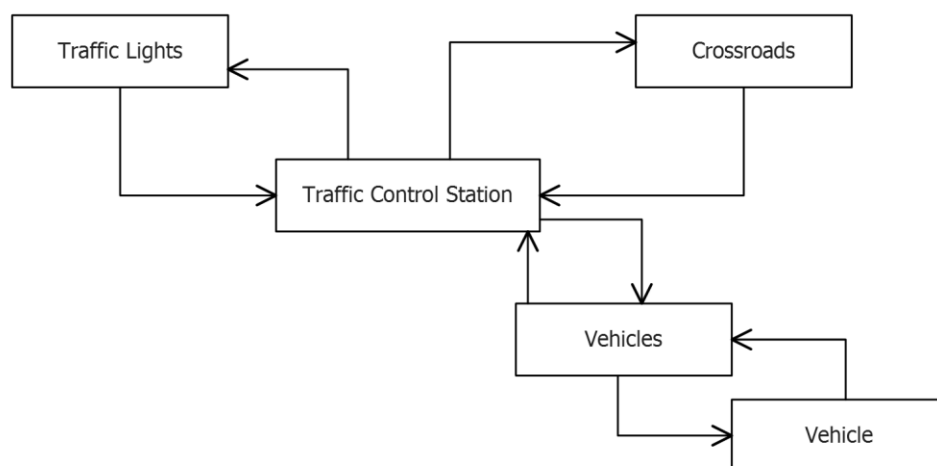 Traffic Lights
Crossroads
Traffic Control Station
Vehicles
Vehicle